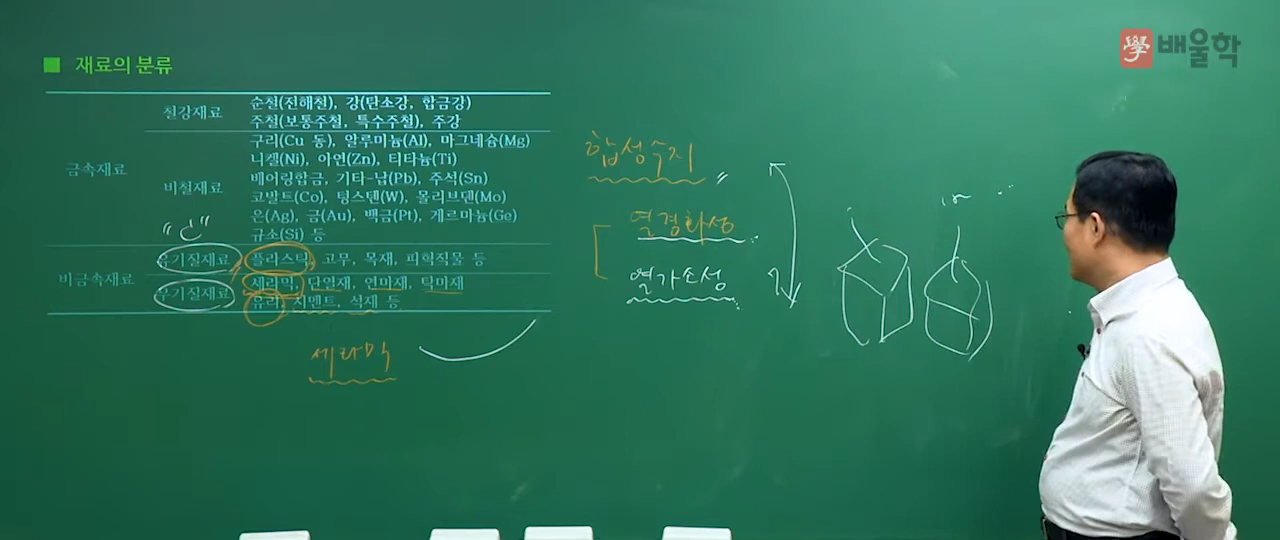 學 배울학
■ 재료의 분류
금속재료
철강재료
순철(전해철), 강(탄소강, 합금강)
주철(보통주철, 특수주철), 주강
비철재료
구리(Cu 동), 알루미늄(Al), 마그네슘(Mg)
니켈(Ni), 아연(Zn), 티타늄(Ti)
베어링합금, 기타-납(Pb), 주석(Sn)
코발트(Co), 텅스텐(W), 몰리브덴(Mo)
은(Ag), 금(Au), 백금(Pt), 게르마늄(Ge)
규소(Si) 등
비금속재료
유기질재료
플라스틱, 고무, 목재, 피혁직물 등
무기질재료
세라믹, 단열재, 연마재, 탁마재
유리, 시멘트, 석재 등
"C"
세라믹
합성수지
열경화성
열가소성